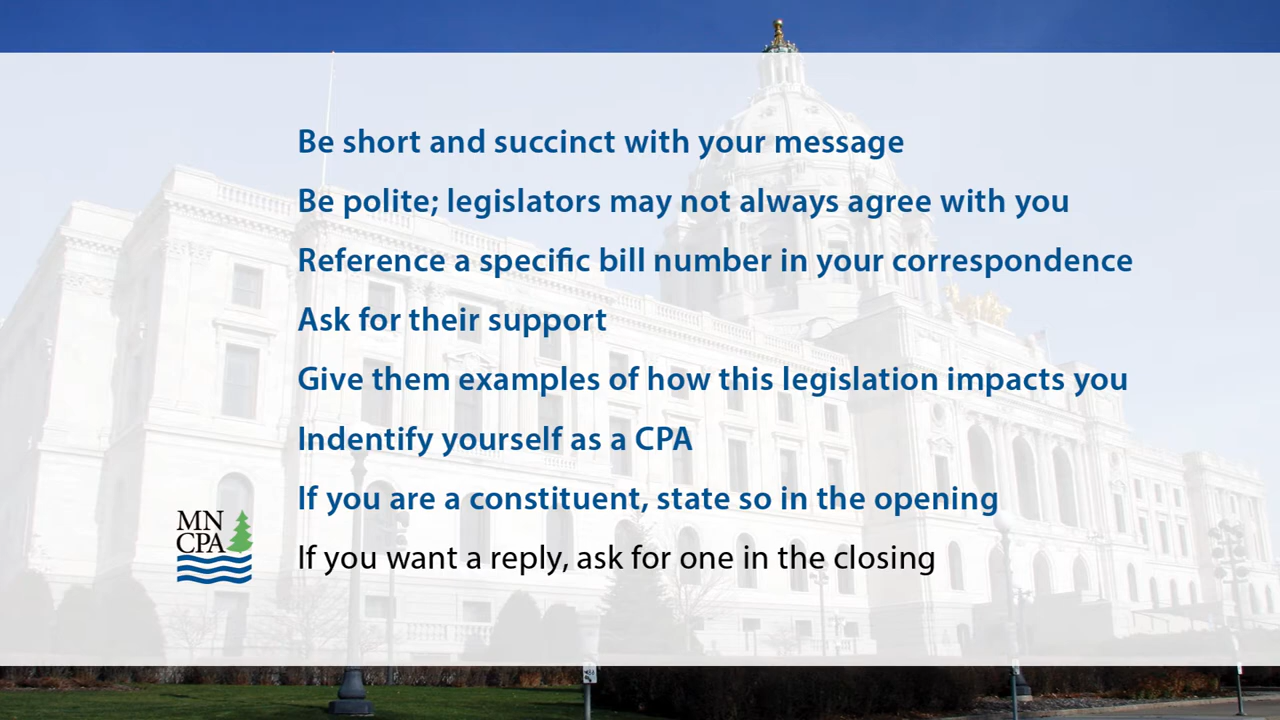 Be short and succinct with your message
Be polite; legislators may not always agree with you
Reference a specific bill number in your correspondence
Ask for their support
Give them examples of how this legislation impacts you
Indentify yourself as a CPA
If you are a constituent, state so in the opening
MN
CPA
If you want a reply, ask for one in the closing